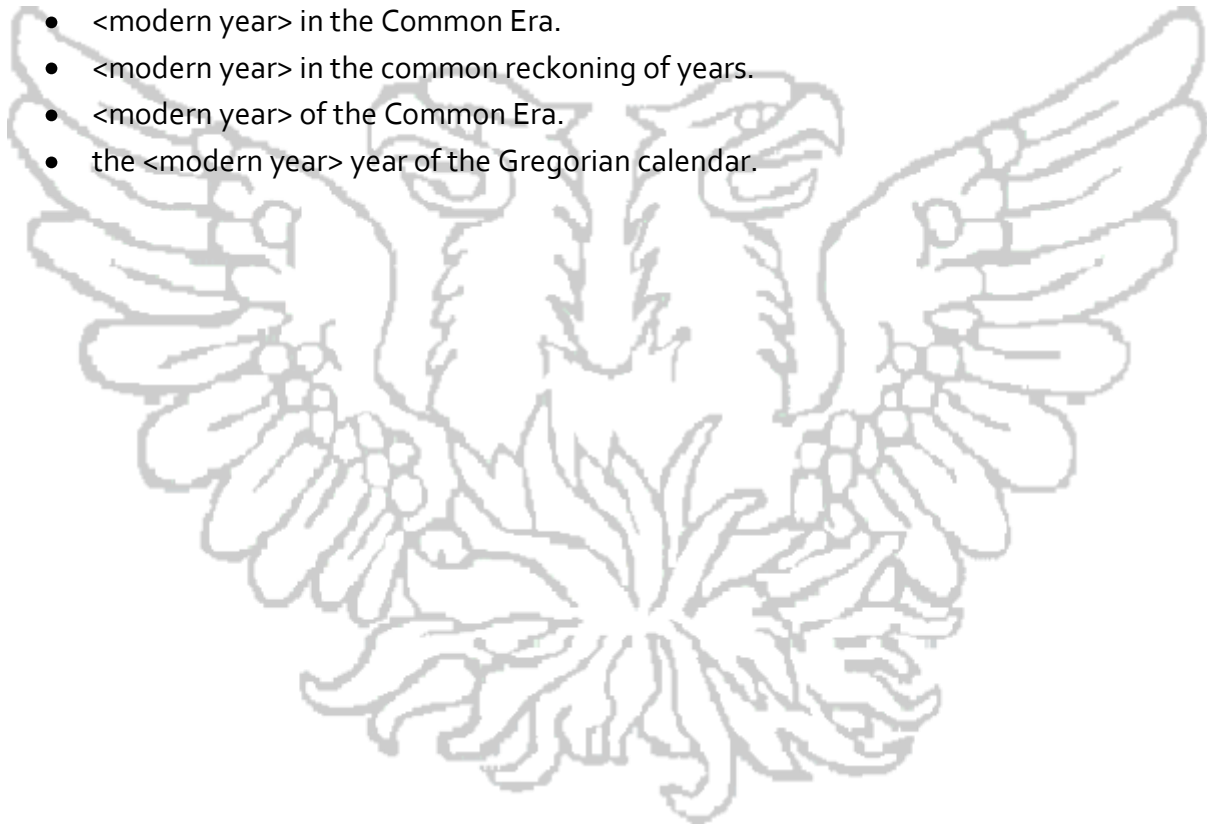 • <modern year> in the Common Era.
• <modern year> in the common reckoning of years.
• <modern year> of the Common Era.
• the <modern year> year of the Gregorian calendar.